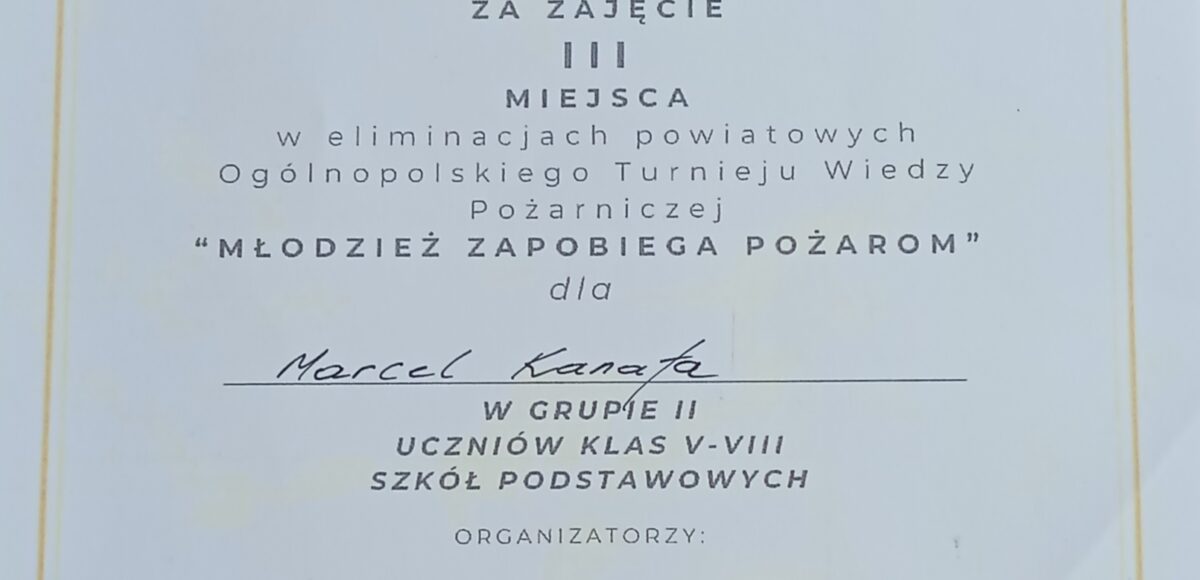 ZA ZAJĘCIE
III
MIEJSCA
w eliminacjach powiatowych
Ogólnopolskiego Turnieju Wiedzy
Pożarniczej
“MŁODZIEŻ ZAPOBIEGA POŻAROM”
dla
Marcel Kanafa
W GRUPIE II
UCZNIÓW KLAS V-VIII
SZKÓŁ PODSTAWOWYCH
ORGANIZATORZY: